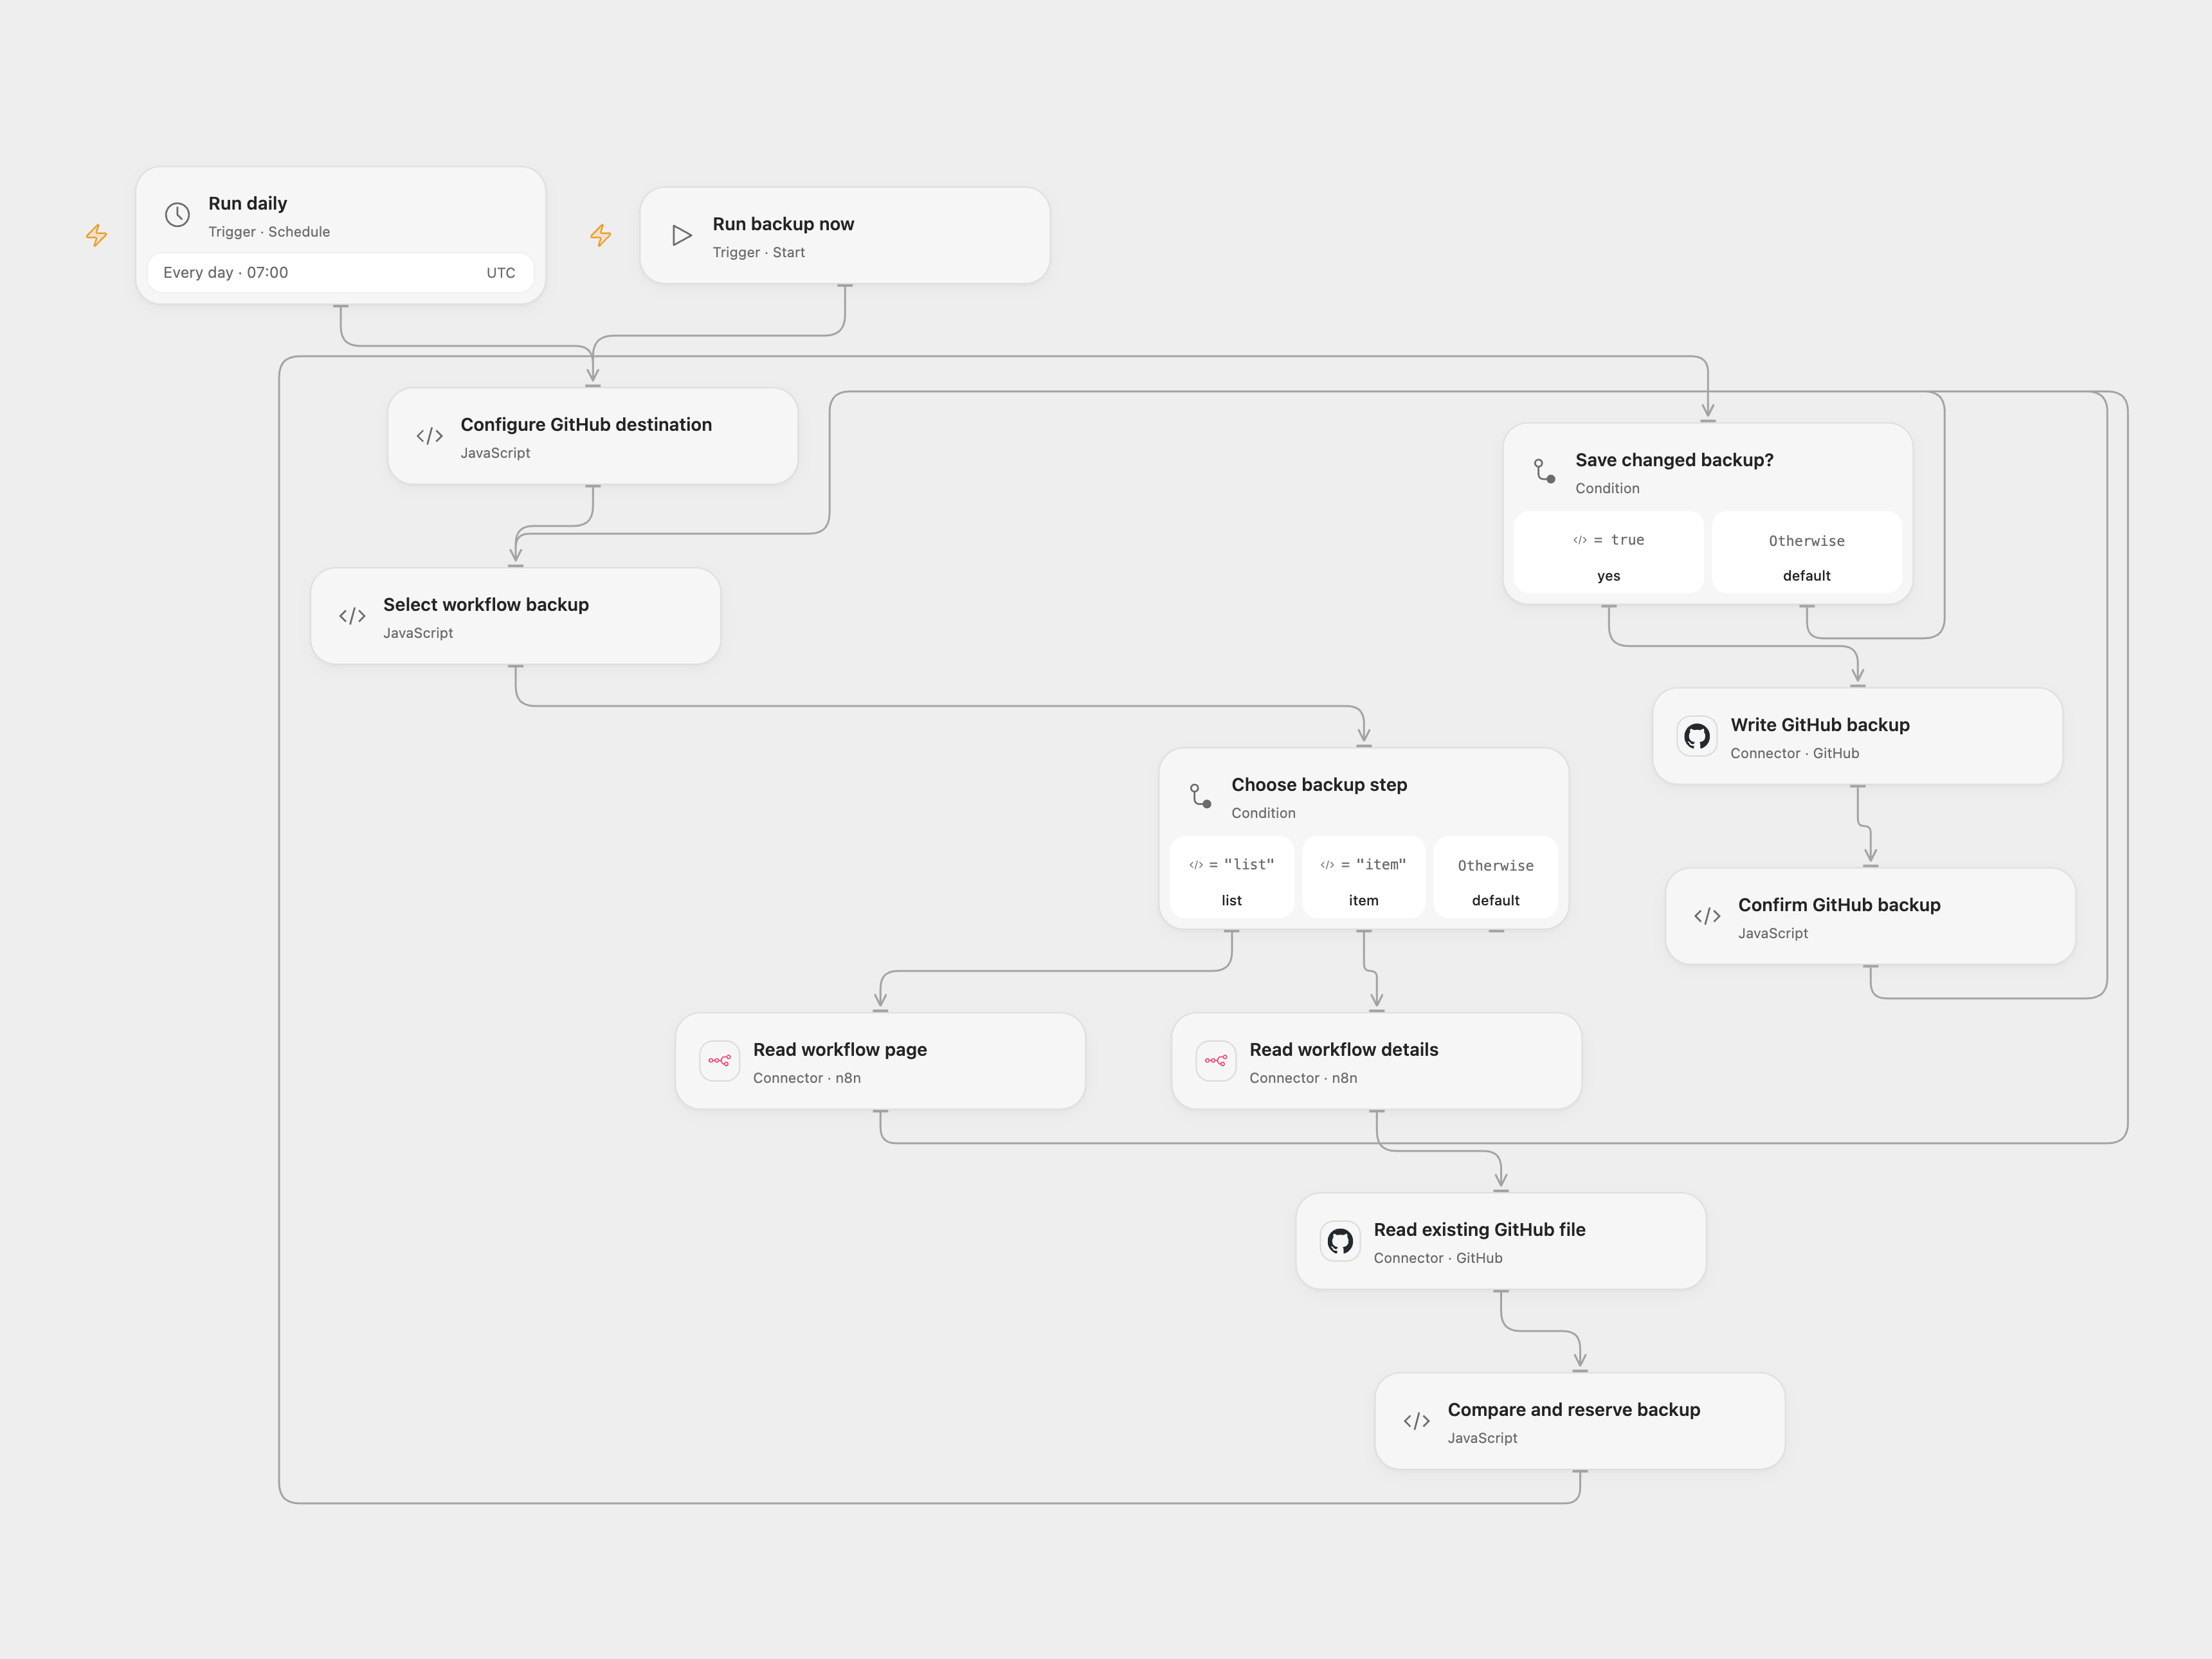 Run daily
Trigger · Schedule
Every day · 07:00
UTC
Run backup now
Trigger · Start
Configure GitHub destination
JavaScript
Save changed backup?
Condition
</> = true
yes
Otherwise
default
Select workflow backup
JavaScript
Write GitHub backup
Connector · GitHub
Choose backup step
Condition
</> = "list"
list
</> = "item"
item
Otherwise
default
Confirm GitHub backup
JavaScript
Read workflow page
Connector · n8n
Read workflow details
Connector · n8n
Read existing GitHub file
Connector · GitHub
Compare and reserve backup
JavaScript